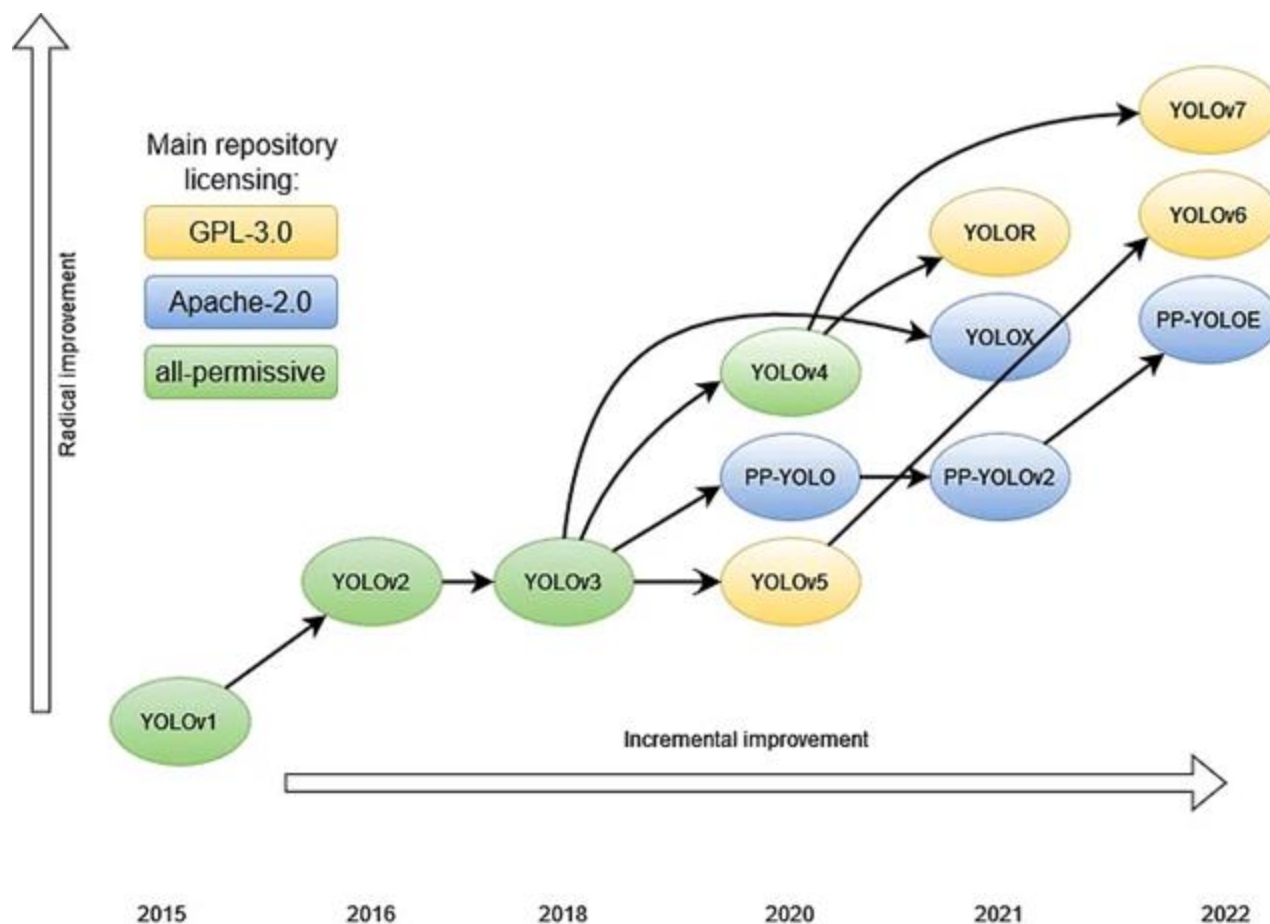 Main repository
licensing:
GPL-3.0
Apache-2.0
all-permissive
Radical improvement
YOLOv7
YOLOv6
YOLOR
PP-YOLOE
YOLOX
YOLOv4
PP-YOLO
PP-YOLOv2
YOLOv2
YOLOv3
YOLOv5
YOLOv1
Incremental improvement
2015
2016
2018
2020
2021
2022